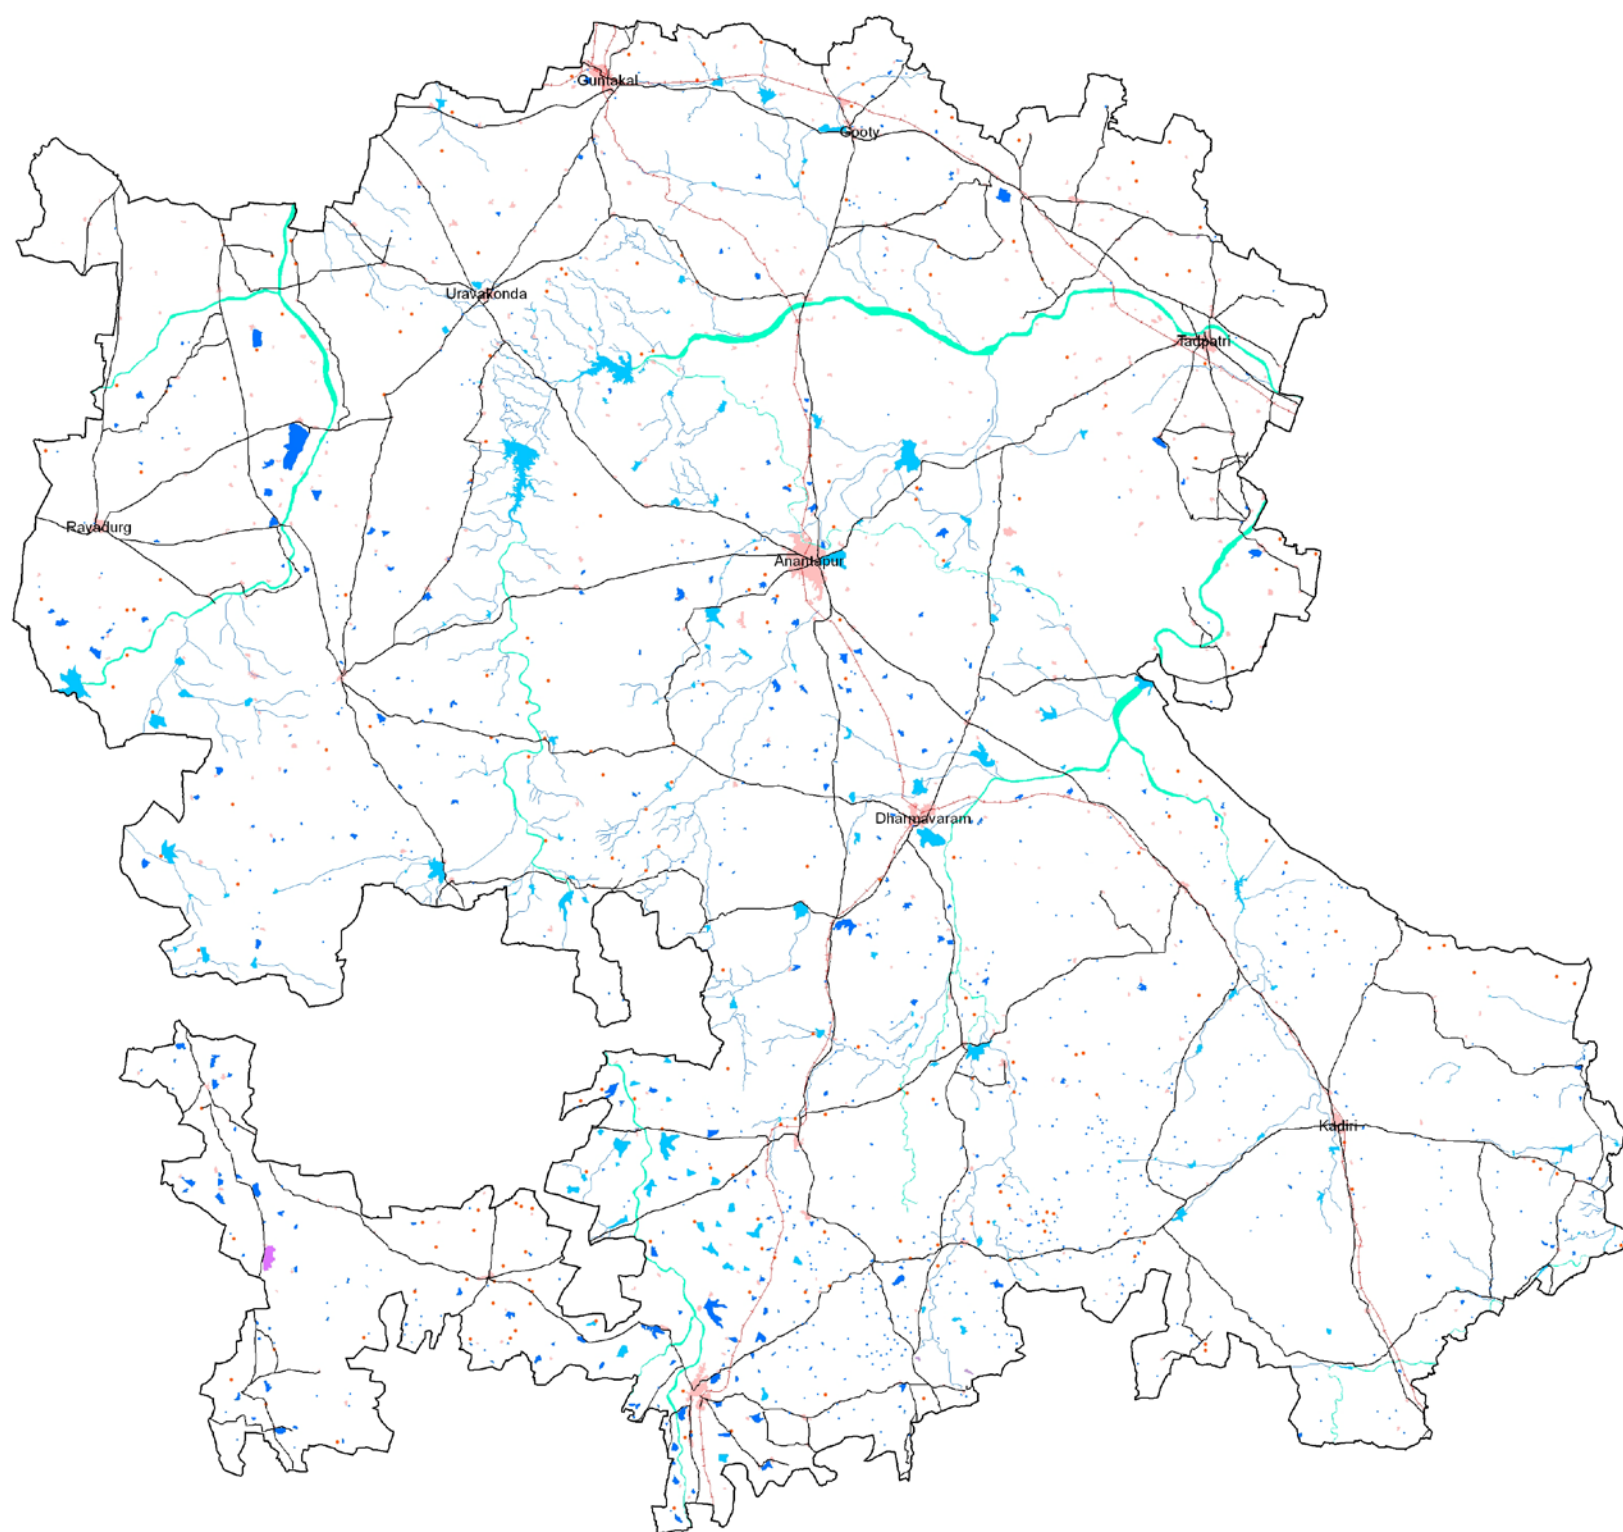 Guntakal
Gooty
Uravakonda
Tadpatri
Rayadurg
Anantapur
Dharmavaram
Kadiri